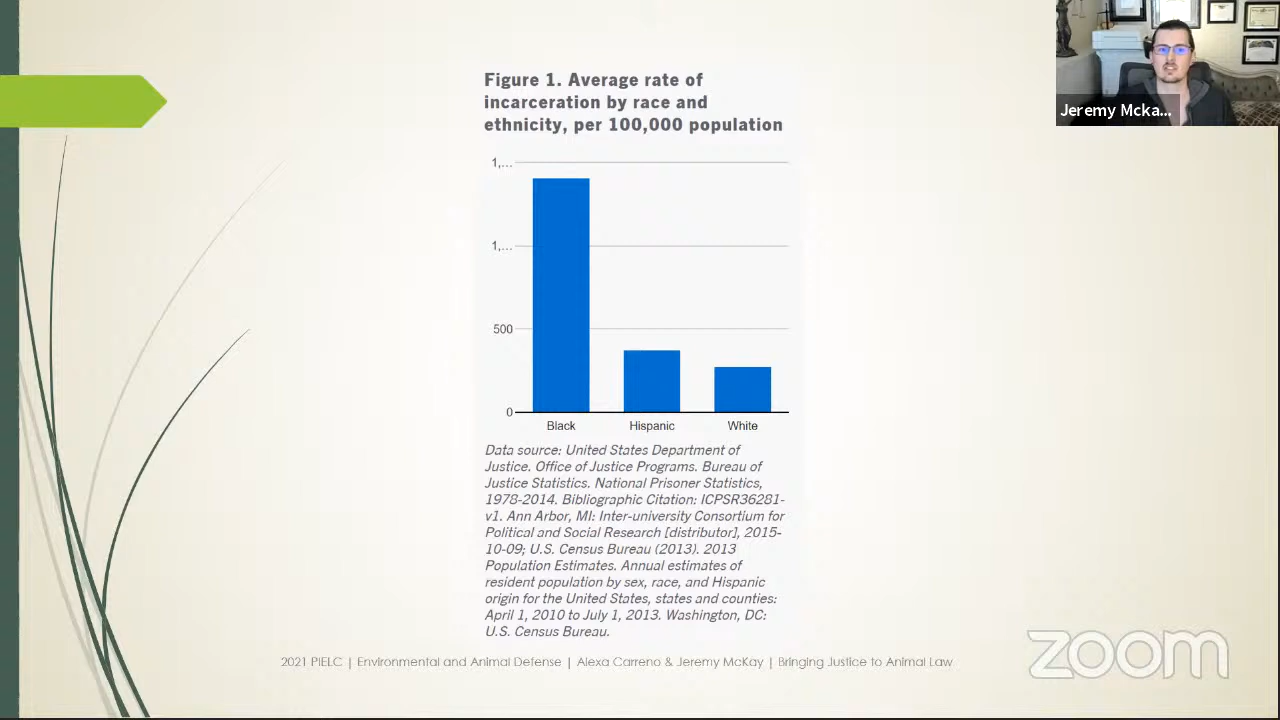 Figure 1. Average rate of
incarceration by race and
ethnicity, per 100,000 population
1,...
1,...
500
0
Black Hispanic White
Data source: United States Department of
Justice. Office of Justice Programs. Bureau of
Justice Statistics. National Prisoner Statistics,
1978-2014. Bibliographic Citation: ICPSR36281-
v1. Ann Arbor, MI: Inter-university Consortium for
Political and Social Research [distributor], 2015-
10-09; U.S. Census Bureau (2013). 2013
Population Estimates. Annual estimates of
resident population by sex, race, and Hispanic
origin for the United States, states and counties:
April 1, 2010 to July 1, 2013. Washington, DC:
U.S. Census Bureau.
2021 PIELC | Environmental and Animal Defense | Alexa Carreno & Jeremy McKay | Bringing Justice to Animal Law
Jeremy Mcka...
zoom